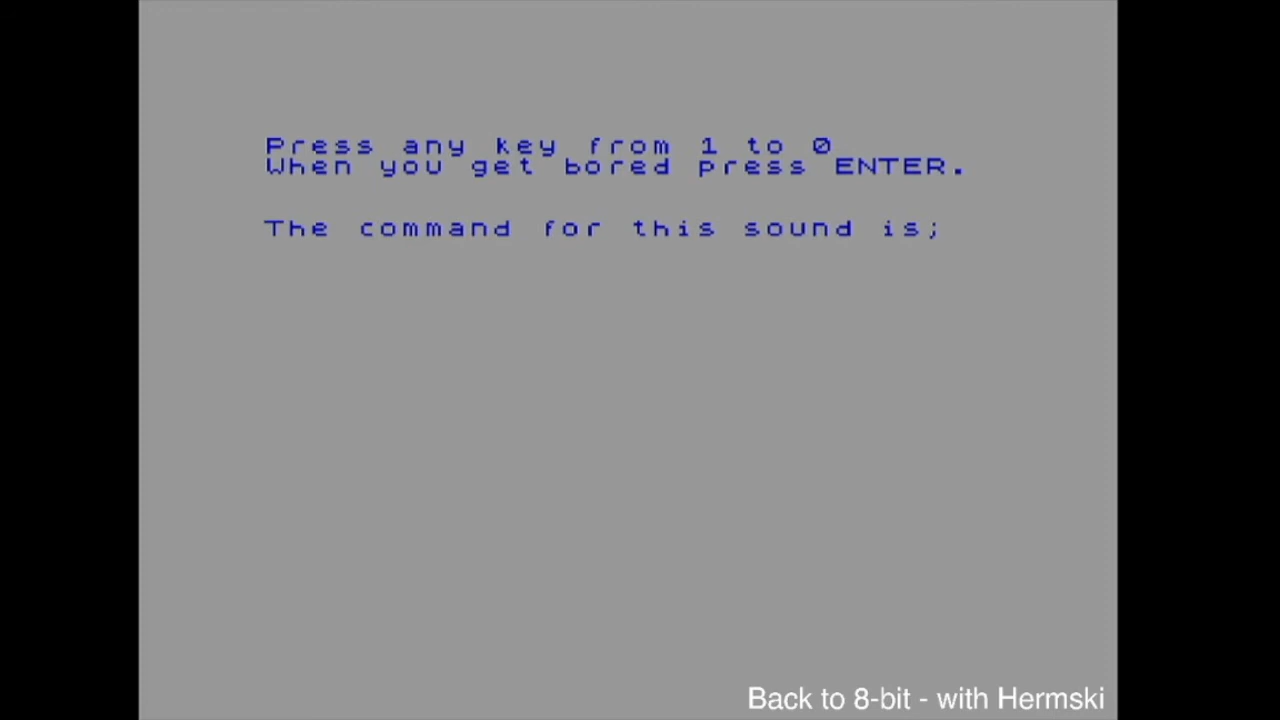 Press any key from 1 to 0
When you get bored press ENTER.
The command for this sound is;
Back to 8-bit - with Hermski